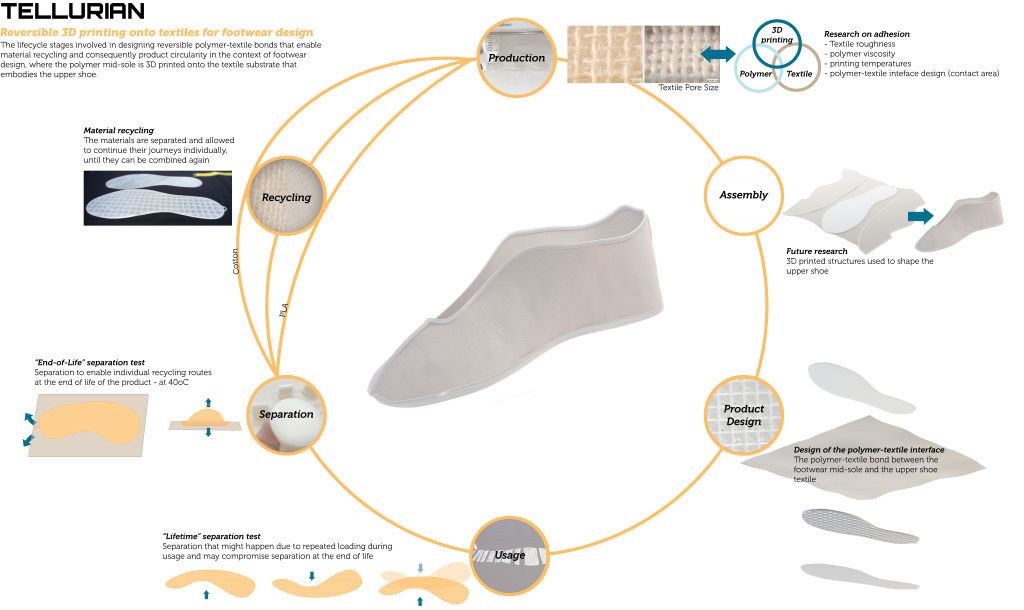 TELLURIAN
Reversible 3D printing onto textiles for footwear design
The lifecycle stages involved in designing reversible polymer-textile bonds that enable
material recycling and consequently product circularity in the context of footwear
design, where the polymer mid-sole is 3D printed onto the textile substrate that
embodies the upper shoe.
Production
Textile Pore Size
3D
printing
Polymer
Textile
Research on adhesion
- Textile roughness
- polymer viscosity
- printing temperatures
- polymer-textile inteface design (contact area)
Material recycling
The materials are separated and allowed
to continue their journeys individually,
until they can be combined again
Recycling
Assembly
Future research
3D printed structures used to shape the
upper shoe
Cotton
PLA
"End-of-Life" separation test
Separation to enable individual recycling routes
at the end of life of the product - at 40oC
Separation
Product
Design
Design of the polymer-textile interface
The polymer-textile bond between the
footwear mid-sole and the upper shoe
textile
"Lifetime" separation test
Separation that might happen due to repeated loading during
usage and may compromise separation at the end of life
Usage